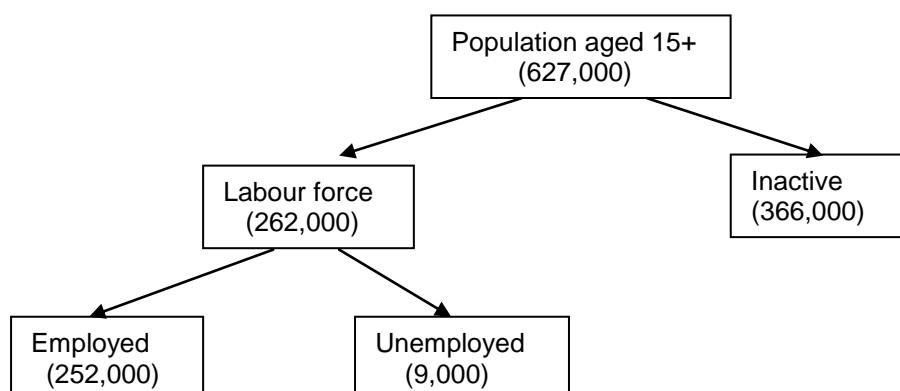 Population aged 15+
(627,000)
Labour force
(262,000)
Inactive
(366,000)
Employed
(252,000)
Unemployed
(9,000)